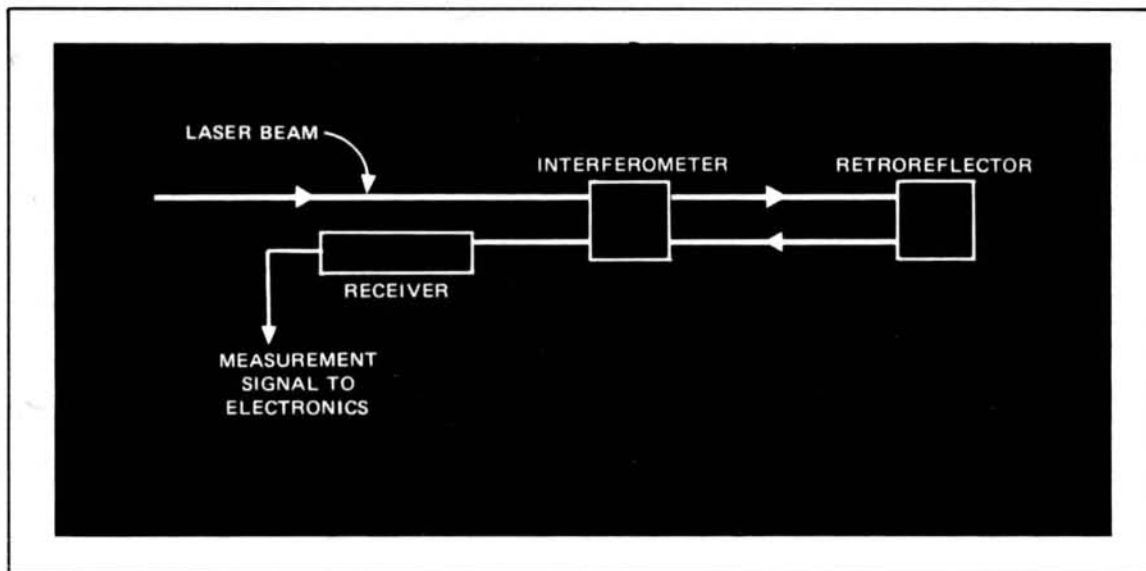 LASER BEAM
INTERFEROMETER
RETROREFLECTOR
RECEIVER
MEASUREMENT
SIGNAL TO
ELECTRONICS